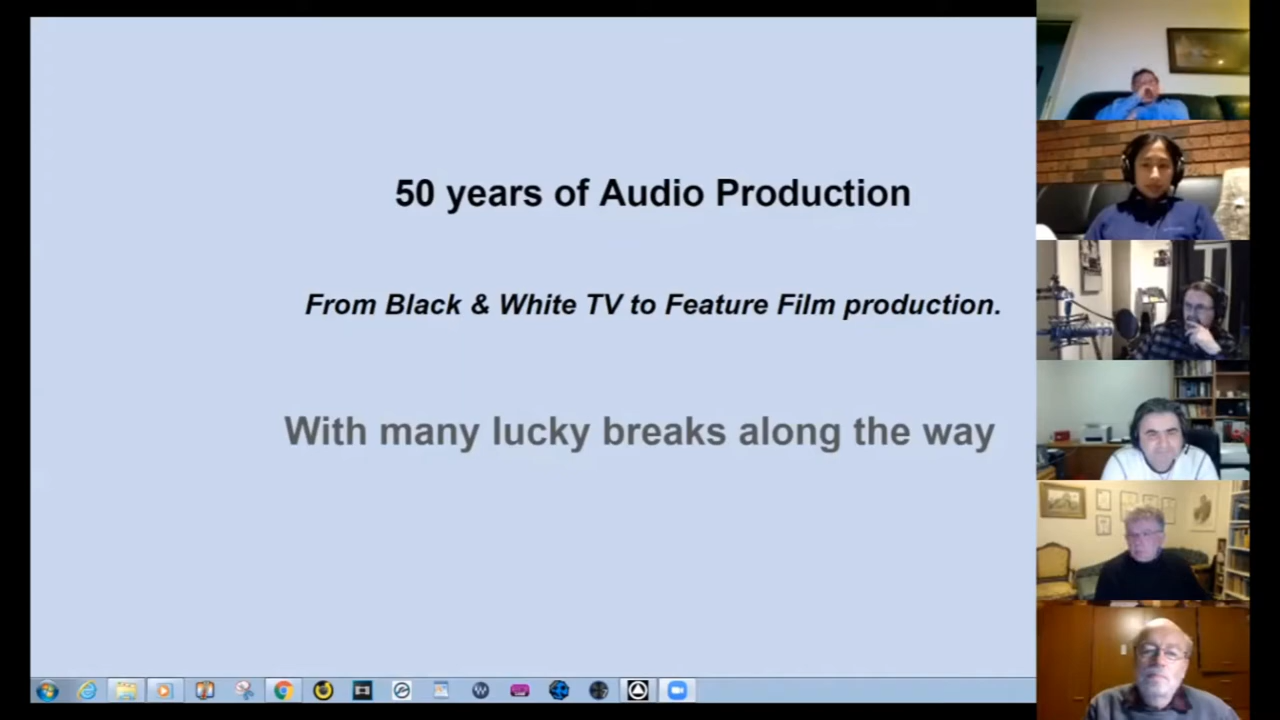 50 years of Audio Production
From Black & White TV to Feature Film production.
With many lucky breaks along the way